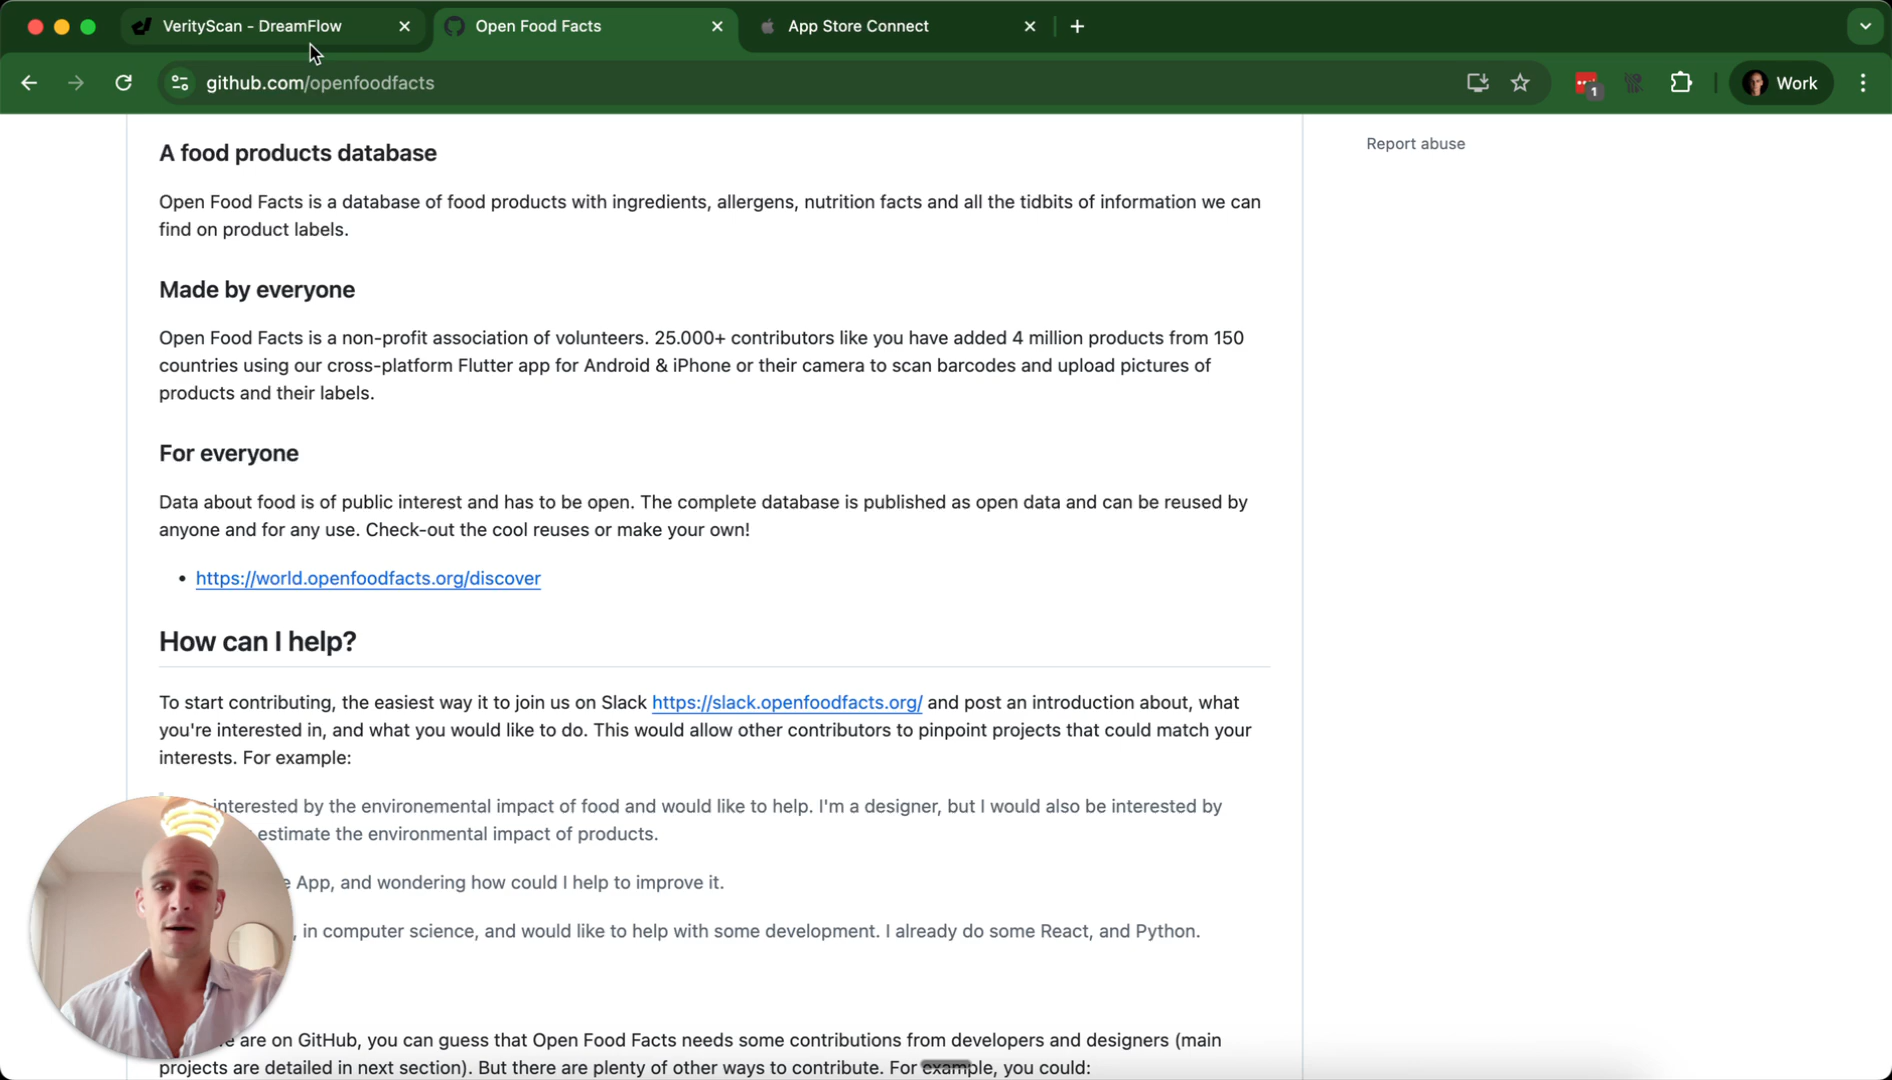 VerityScan - DreamFlow
Open Food Facts
App Store Connect
github.com/openfoodfacts
1
Work
Report abuse
A food products database
Open Food Facts is a database of food products with ingredients, allergens, nutrition facts and all the tidbits of information we can
find on product labels.
Made by everyone
Open Food Facts is a non-profit association of volunteers. 25.000+ contributors like you have added 4 million products from 150
countries using our cross-platform Flutter app for Android & iPhone or their camera to scan barcodes and upload pictures of
products and their labels.
For everyone
Data about food is of public interest and has to be open. The complete database is published as open data and can be reused by
anyone and for any use. Check-out the cool reuses or make your own!
• https://world.openfoodfacts.org/discover
How can I help?
To start contributing, the easiest way it to join us on Slack https://slack.openfoodfacts.org/ and post an introduction about, what
you're interested in, and what you would like to do. This would allow other contributors to pinpoint projects that could match your
interests. For example:
interested by the environemental impact of food and would like to help. I'm a designer, but I would also be interested by
estimate the environmental impact of products.
App, and wondering how could I help to improve it.
, in computer science, and would like to help with some development. I already do some React, and Python.
are on GitHub, you can guess that Open Food Facts needs some contributions from developers and designers (main
projects are detailed in next section). But there are plenty of other ways to contribute. For example, you could: